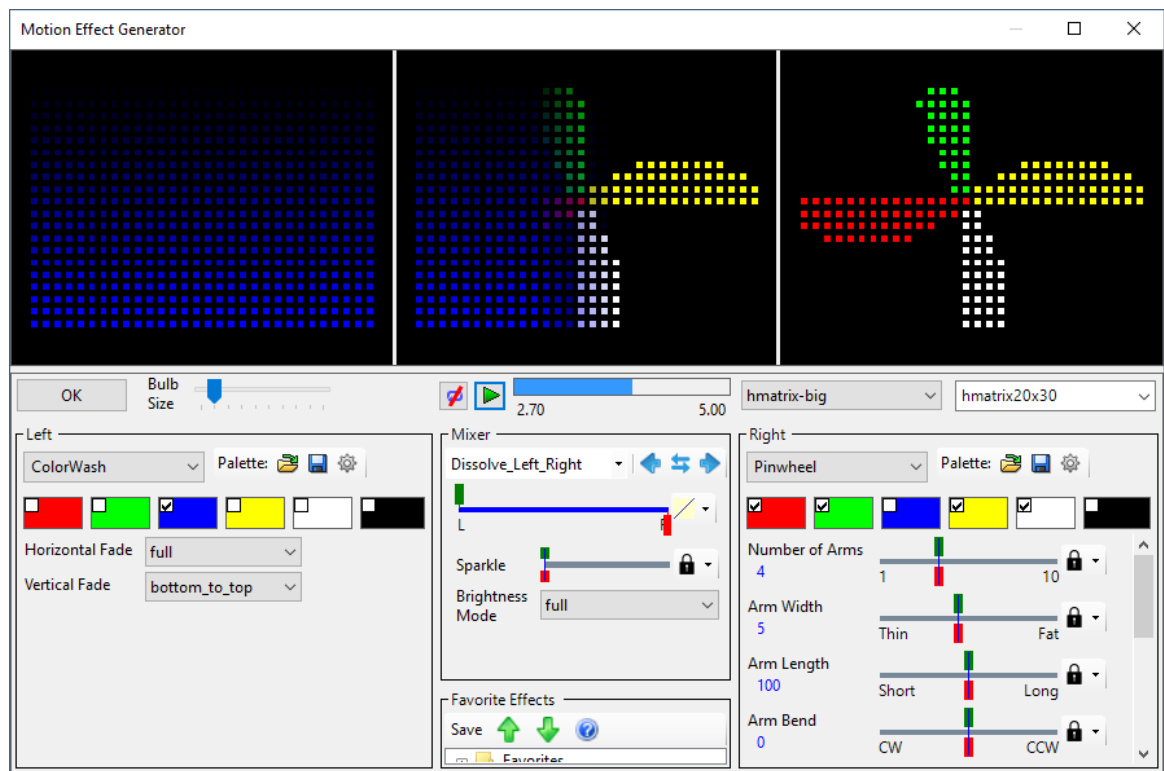 Motion Effect Generator
OK
Bulb
Size
2.70
5.00
hmatrix-big
hmatrix20x30
Left
ColorWash
Palette:
Horizontal Fade
full
Vertical Fade
bottom_to_top
Mixer
Dissolve_Left_Right
L
Sparkle
Brightness
Mode
full
Favorite Effects
Save
Favorites
Right
Pinwheel
Palette:
Number of Arms
4
1
10
Arm Width
5
Thin
Fat
Arm Length
100
Short
Long
Arm Bend
0
CW
CCW